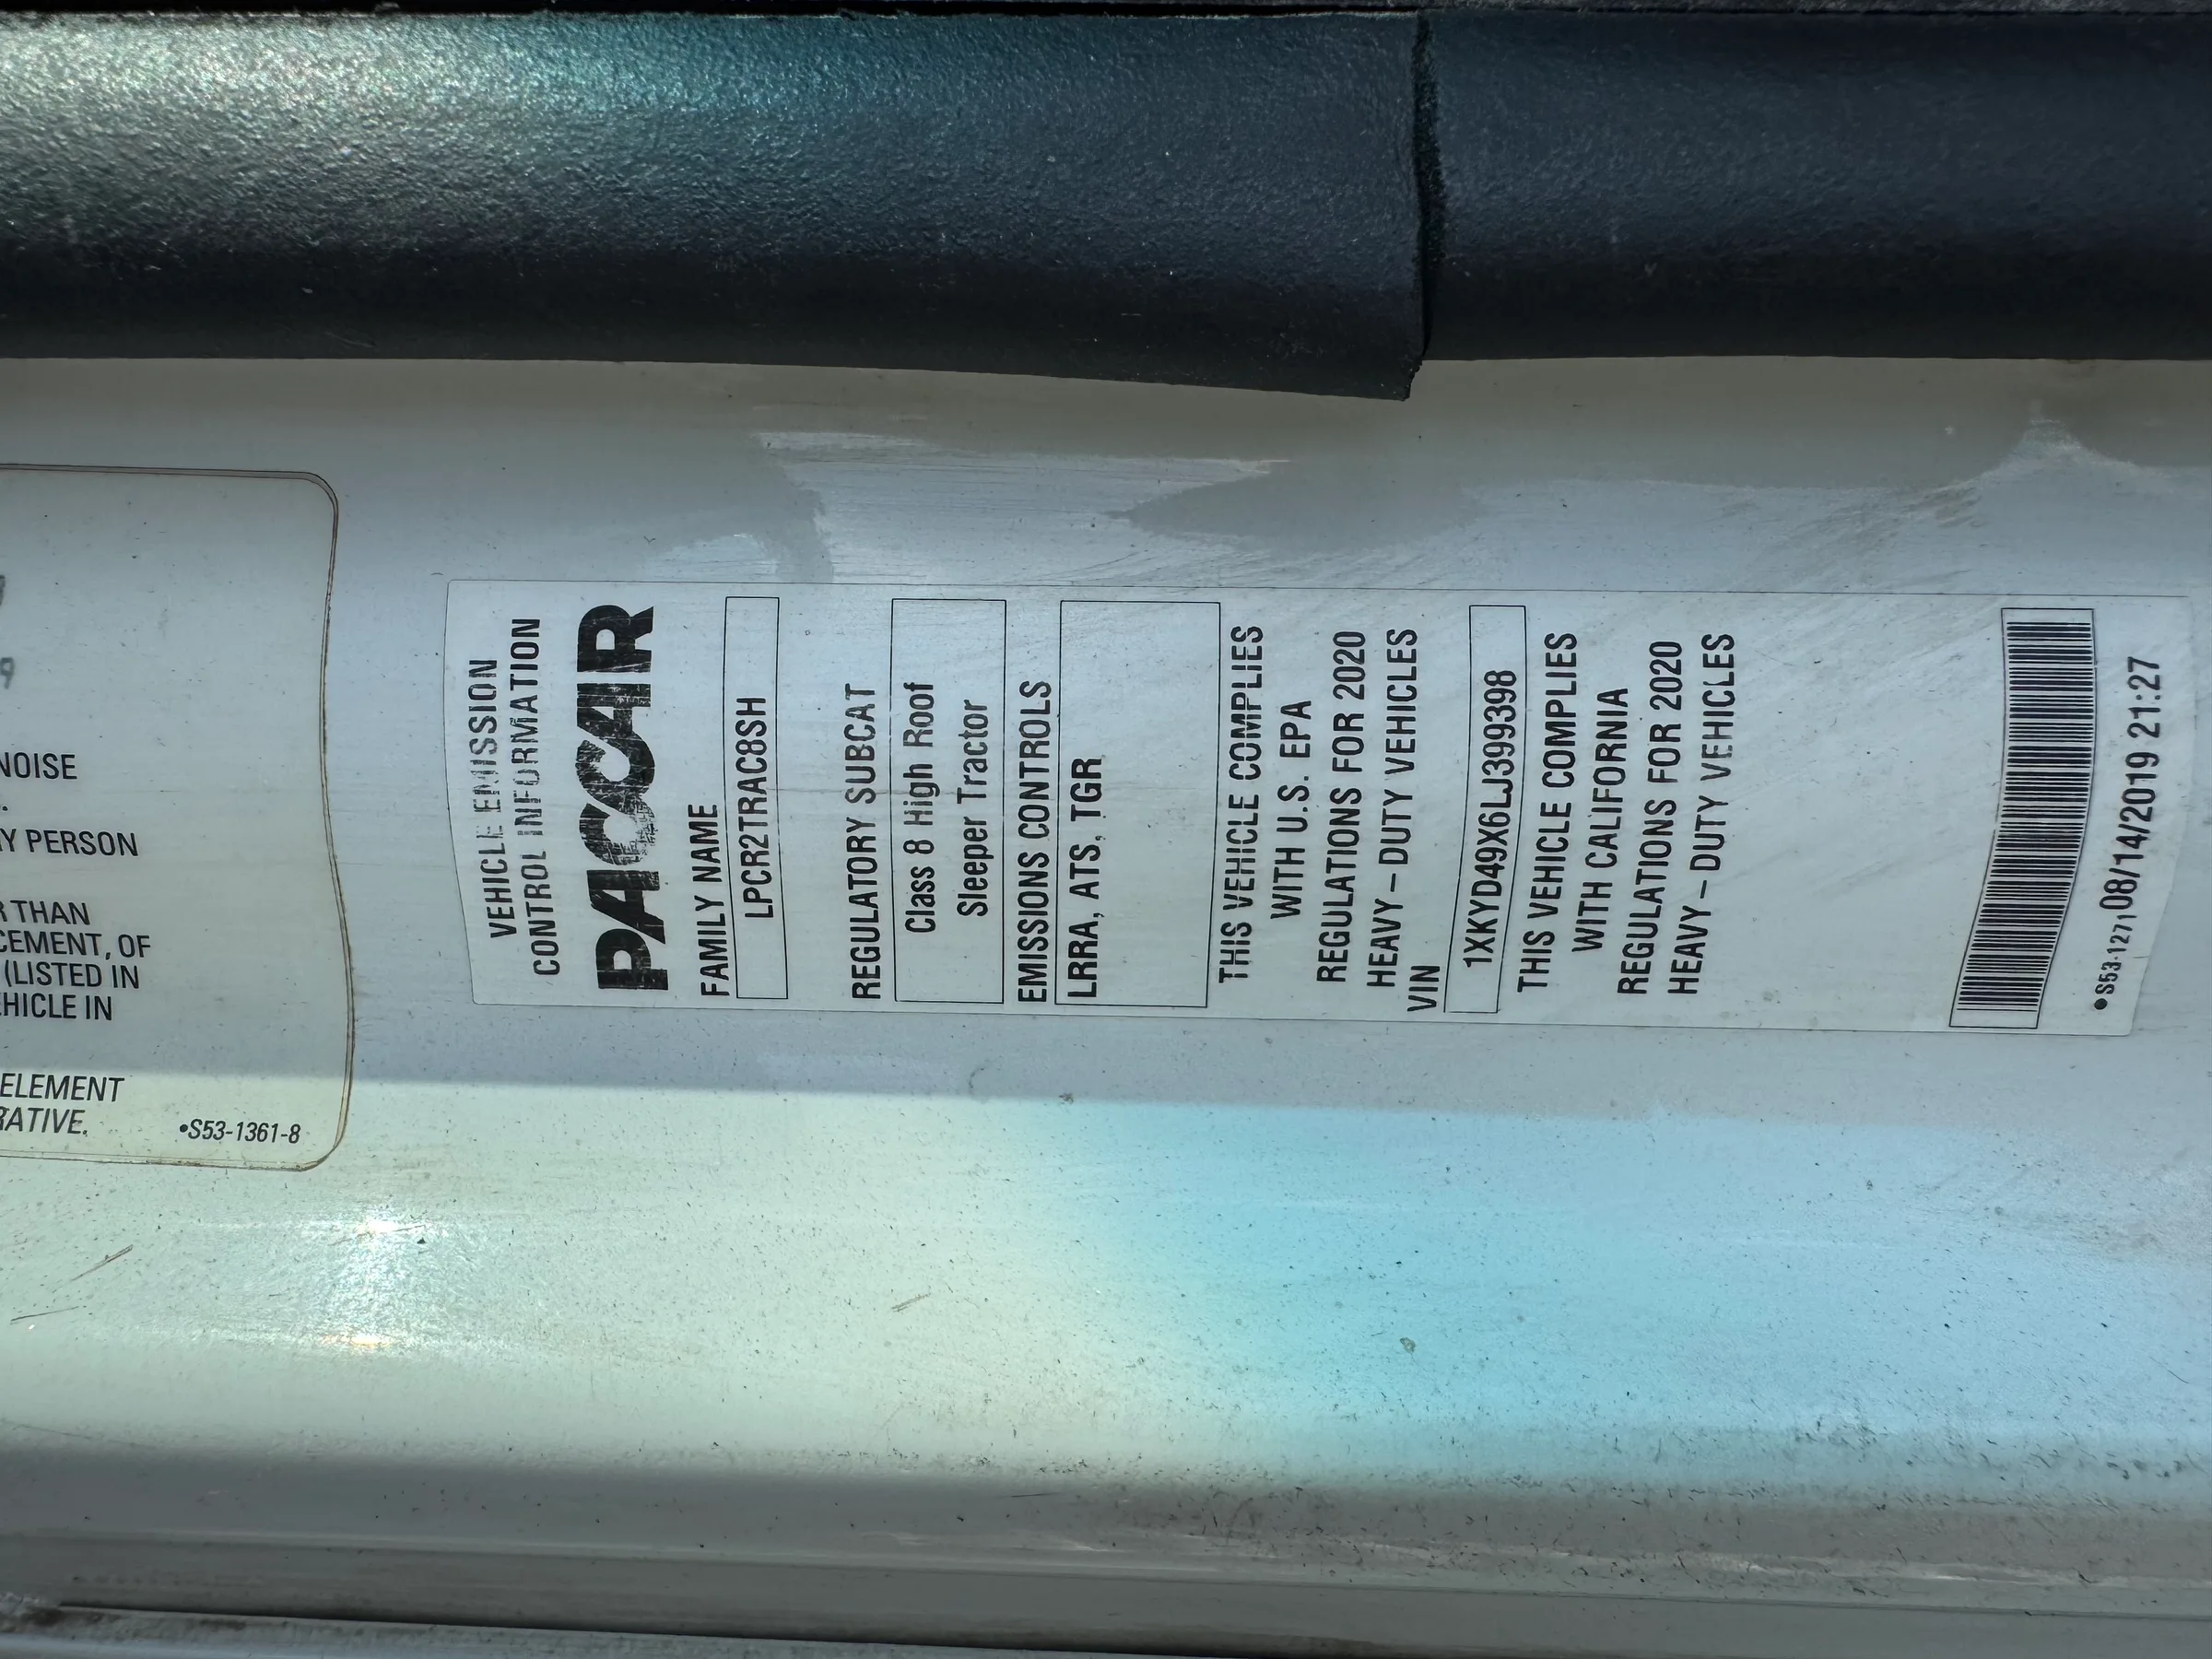 NOISE
Y PERSON
R THAN
CEMENT, OF
(LISTED IN
EHICLE IN
ELEMENT
RATIVE.
•S53-1361-8
VEHICLE EMISSION
CONTROL INFORMATION
PACCAR
FAMILY NAME
LPCR2TRAC8SH
REGULATORY SUBCAT
Class 8 High Roof
Sleeper Tractor
EMISSIONS CONTROLS
LRRA, ATS, TGR
THIS VEHICLE COMPLIES
WITH U.S. EPA
REGULATIONS FOR 2020
HEAVY – DUTY VEHICLES
VIN
1XKYD49X6LJ399398
THIS VEHICLE COMPLIES
WITH CALIFORNIA
REGULATIONS FOR 2020
HEAVY – DUTY VEHICLES
•S53-1271 08/14/2019 21:27